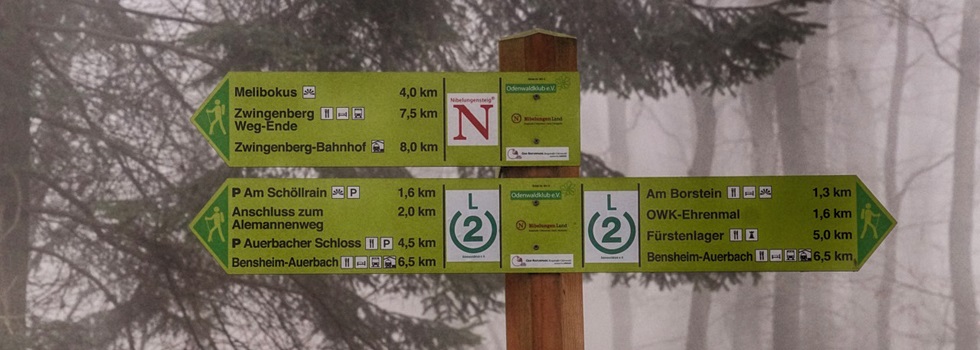 Melibokus 4,0 km
Zwingenberg 7,5 km
Weg-Ende
Zwingenberg-Bahnhof 8,0 km
Nibelungensteig
N
Odenwaldklub e.V.
Nibelungen Land
P Am Schöllrain P 1,6 km
Anschluss zum 2,0 km
Alemannenweg
P Auerbacher Schloss P 4,5 km
Bensheim-Auerbach 6,5 km
L
2
Odenwaldklub e.V.
Nibelungen Land
L
2
Am Borstein 1,3 km
OWK-Ehrenmal 1,6 km
Fürstenlager 5,0 km
Bensheim-Auerbach 6,5 km